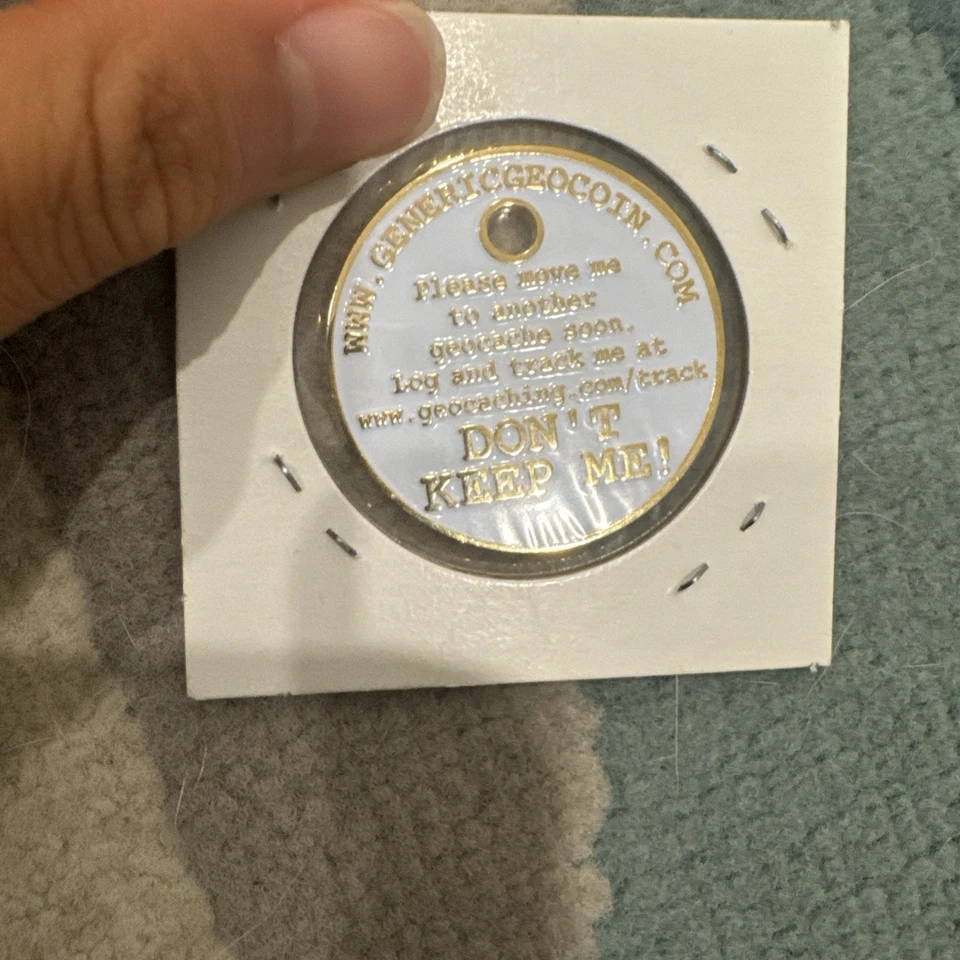 WWW.GENERICGEOCOIN.COM
Please move me
to another
geocache soon.
Log and track me at
www.geocaching.com/track
DON'T
KEEP ME!